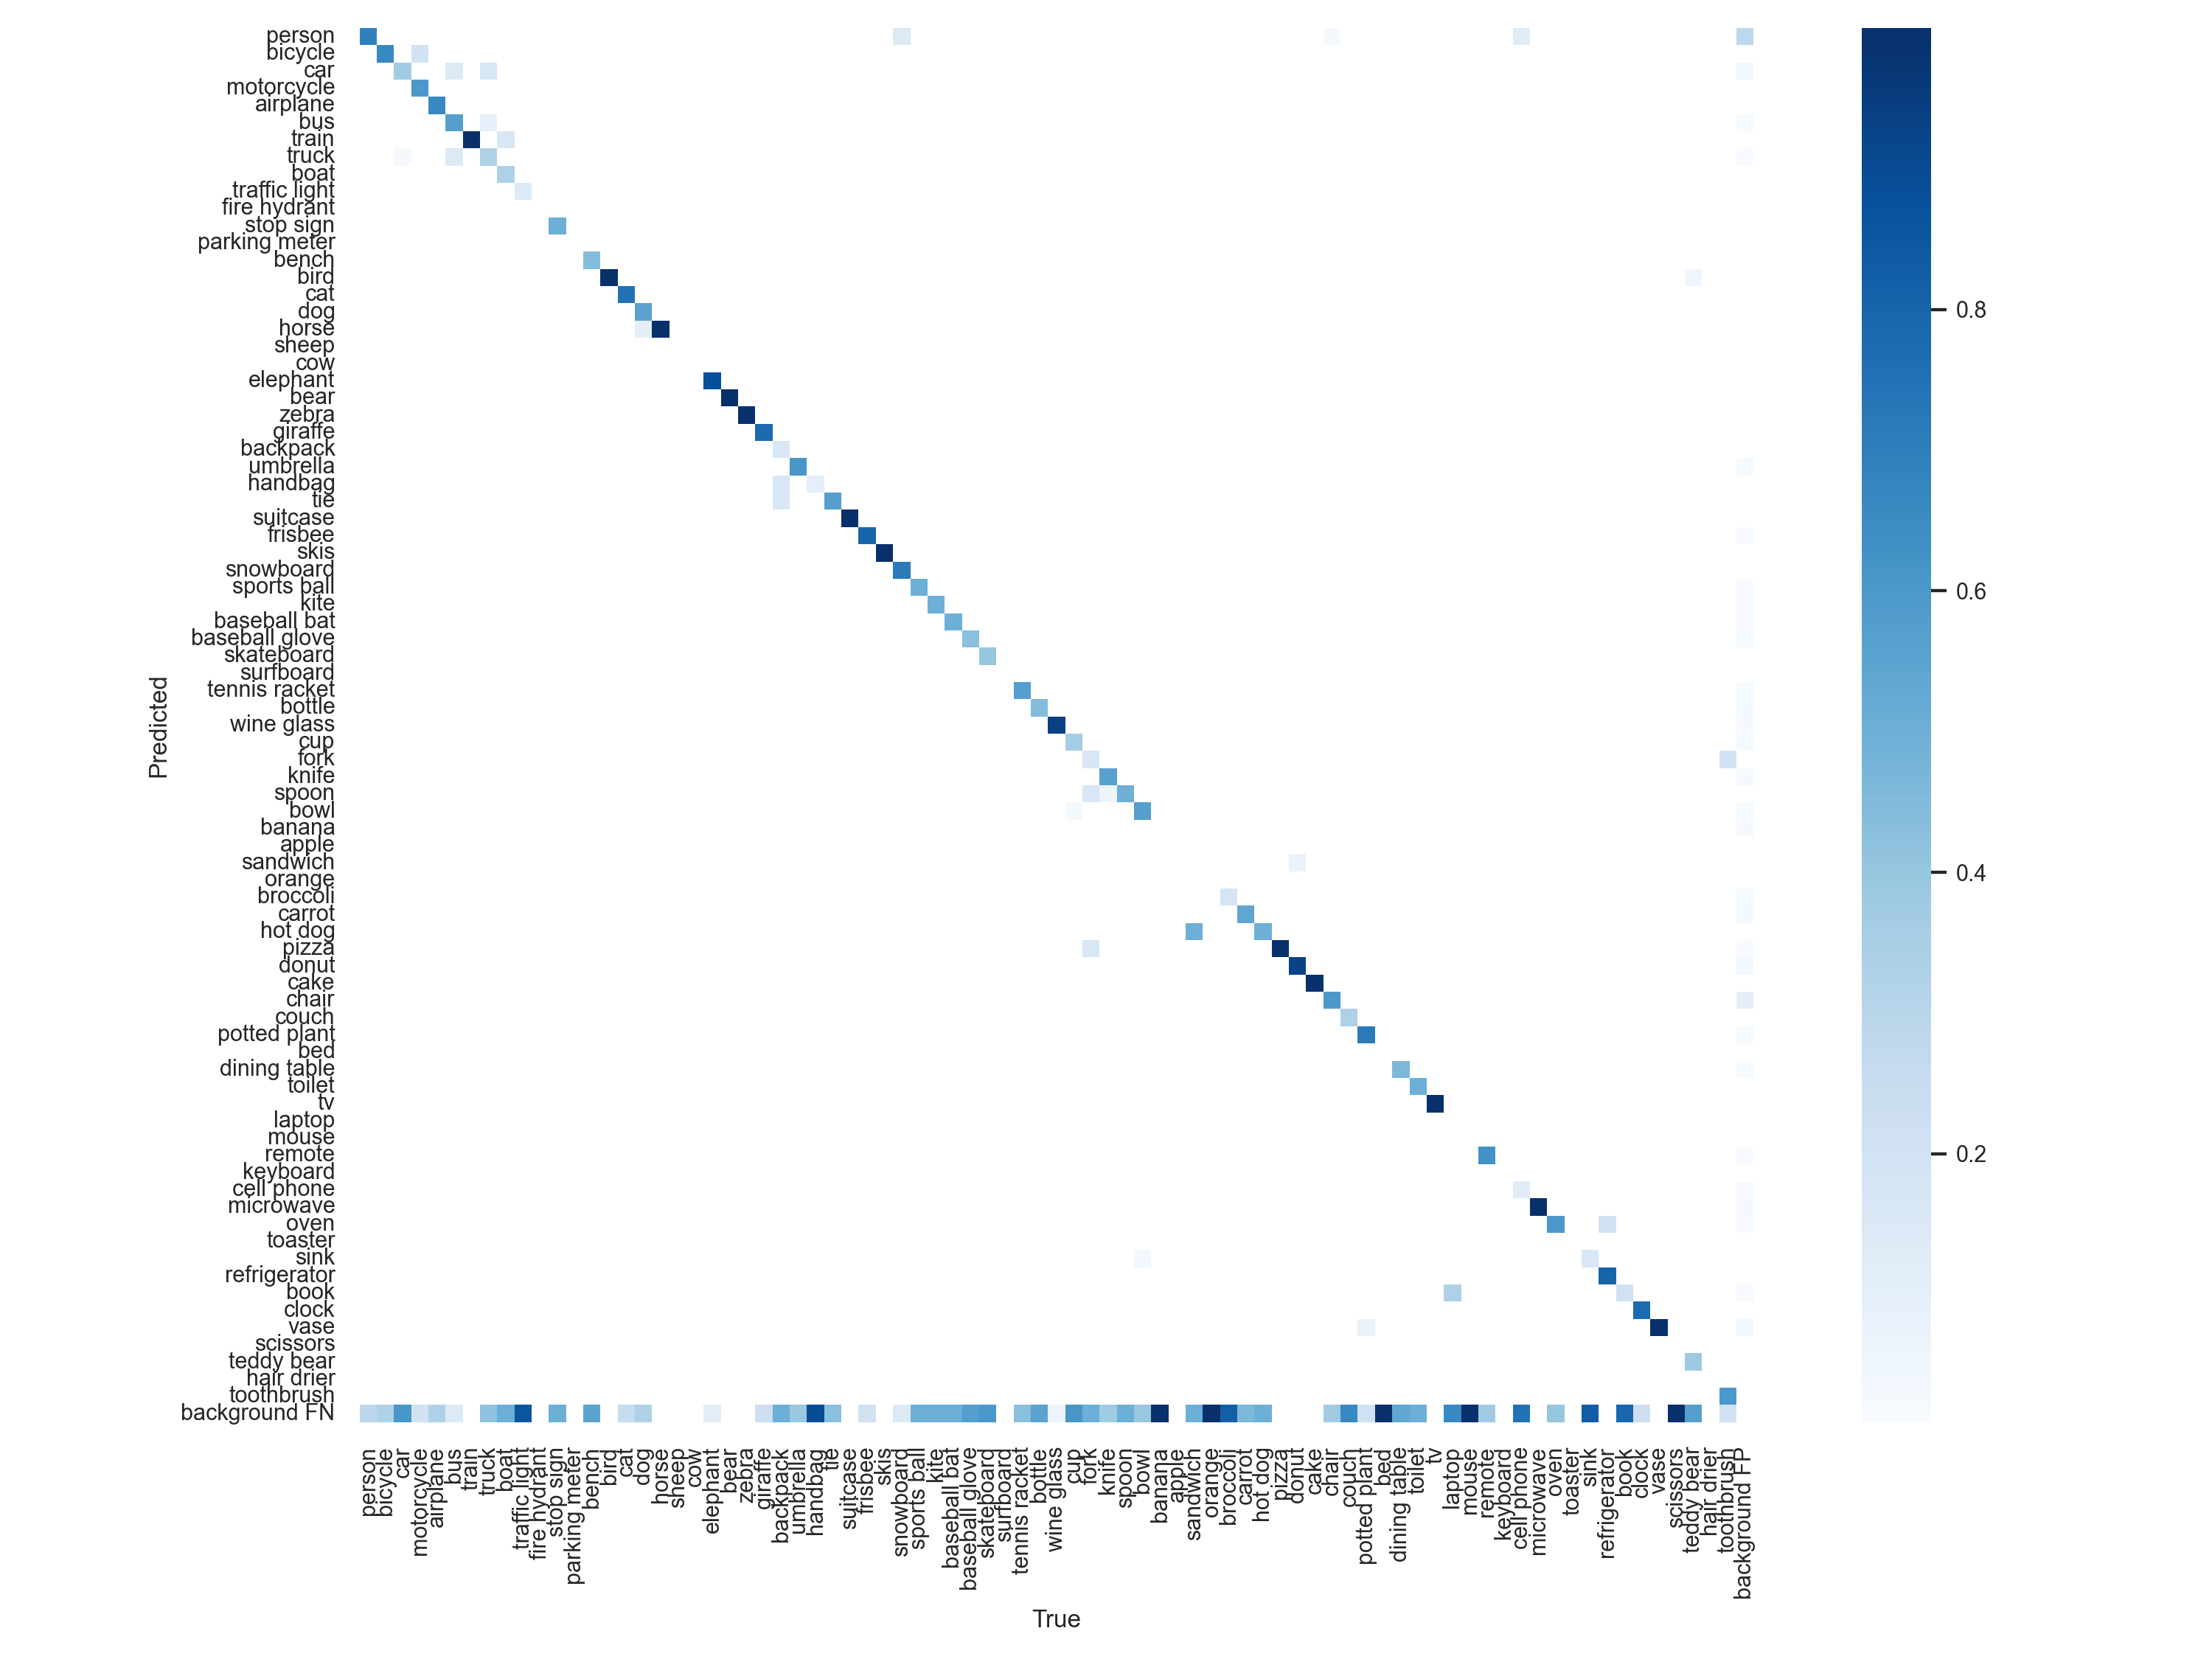 person
bicycle
car
motorcycle
airplane
bus
train
truck
boat
traffic light
fire hydrant
stop sign
parking meter
bench
bird
cat
dog
horse
sheep
cow
elephant
bear
zebra
giraffe
backpack
umbrella
handbag
tie
suitcase
frisbee
skis
snowboard
sports ball
kite
baseball bat
baseball glove
skateboard
surfboard
tennis racket
bottle
wine glass
cup
fork
knife
spoon
bowl
banana
apple
sandwich
orange
broccoli
carrot
hot dog
pizza
donut
cake
chair
couch
potted plant
bed
dining table
toilet
tv
laptop
mouse
remote
keyboard
cell phone
microwave
oven
toaster
sink
refrigerator
book
clock
vase
scissors
teddy bear
hair drier
toothbrush
background FN
Predicted
person
bicycle
car
motorcycle
airplane
bus
train
truck
boat
traffic light
fire hydrant
stop sign
parking meter
bench
bird
cat
dog
horse
sheep
cow
elephant
bear
zebra
giraffe
backpack
umbrella
handbag
tie
suitcase
frisbee
skis
snowboard
sports ball
kite
baseball bat
baseball glove
skateboard
surfboard
tennis racket
bottle
wine glass
cup
fork
knife
spoon
bowl
banana
apple
sandwich
orange
broccoli
carrot
hot dog
pizza
donut
cake
chair
couch
potted plant
bed
dining table
toilet
tv
laptop
mouse
remote
keyboard
cell phone
microwave
oven
toaster
sink
refrigerator
book
clock
vase
scissors
teddy bear
hair drier
toothbrush
background FP
True
0.8
0.6
0.4
0.2